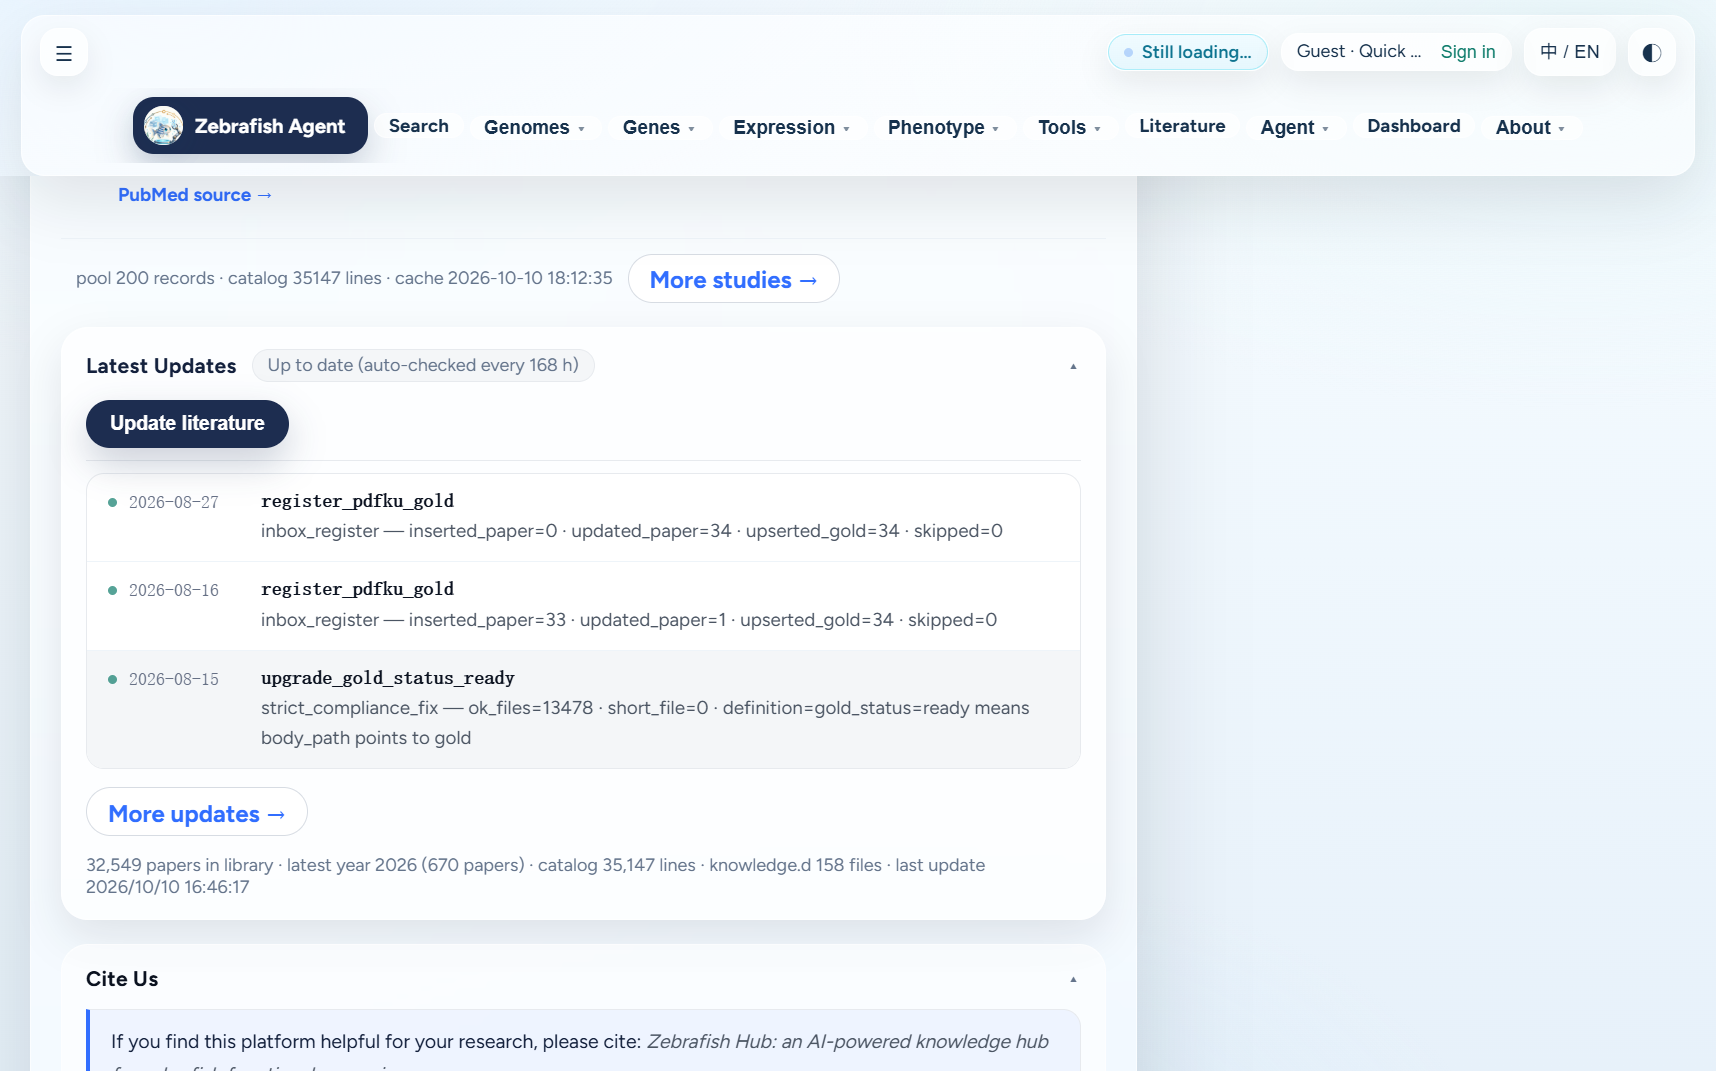 ☰
Still loading...
Guest · Quick ... Sign in
中 / EN
Zebrafish Agent
Search
Genomes
Genes
Expression
Phenotype
Tools
Literature
Agent
Dashboard
About
PubMed source →
pool 200 records · catalog 35147 lines · cache 2026-10-10 18:12:35
More studies →
Latest Updates
Up to date (auto-checked every 168 h)
Update literature
2026-08-27 register_pdfku_gold
inbox_register — inserted_paper=0 · updated_paper=34 · upserted_gold=34 · skipped=0
2026-08-16 register_pdfku_gold
inbox_register — inserted_paper=33 · updated_paper=1 · upserted_gold=34 · skipped=0
2026-08-15 upgrade_gold_status_ready
strict_compliance_fix — ok_files=13478 · short_file=0 · definition=gold_status=ready means
body_path points to gold
More updates →
32,549 papers in library · latest year 2026 (670 papers) · catalog 35,147 lines · knowledge.d 158 files · last update
2026/10/10 16:46:17
Cite Us
If you find this platform helpful for your research, please cite: Zebrafish Hub: an AI-powered knowledge hub